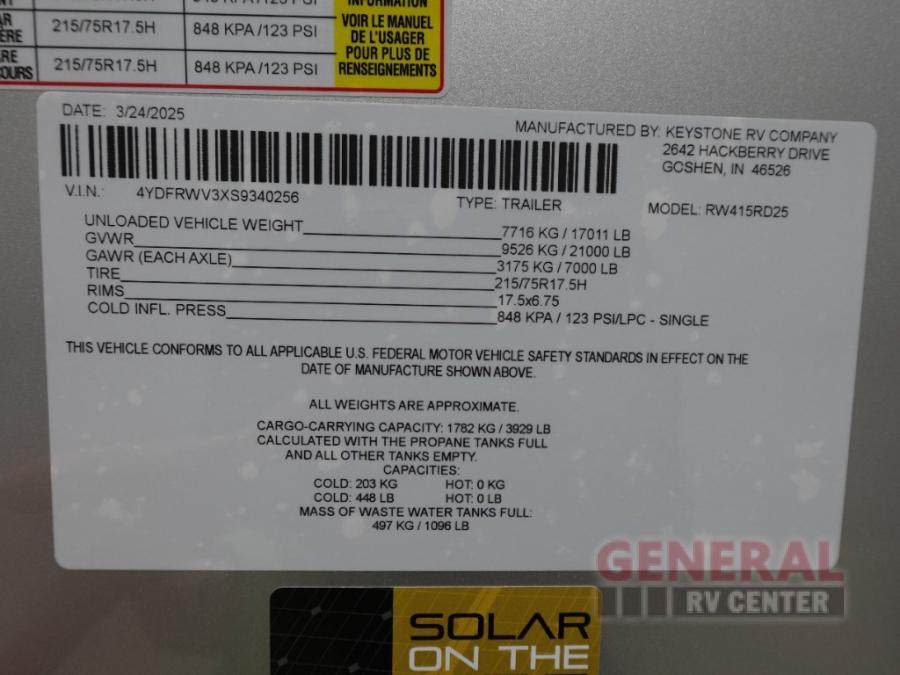 INFORMATION
AR
215/75R17.5H
848 KPA /123 PSI
VOIR LE MANUEL
DE L'USAGER
POUR PLUS DE
RENSEIGNEMENTS
215/75R17.5H
848 KPA /123 PSI
DATE: 3/24/2025
MANUFACTURED BY: KEYSTONE RV COMPANY
2642 HACKBERRY DRIVE
GOSHEN, IN 46526
V.I.N.: 4YDFRWV3XS9340256
TYPE: TRAILER
MODEL: RW415RD25
UNLOADED VEHICLE WEIGHT 7716 KG / 17011 LB
GVWR 9526 KG / 21000 LB
GAWR (EACH AXLE) 3175 KG / 7000 LB
TIRE 215/75R17.5H
RIMS 17.5x6.75
COLD INFL. PRESS 848 KPA / 123 PSI/LPC - SINGLE
THIS VEHICLE CONFORMS TO ALL APPLICABLE U.S. FEDERAL MOTOR VEHICLE SAFETY STANDARDS IN EFFECT ON THE
DATE OF MANUFACTURE SHOWN ABOVE.
ALL WEIGHTS ARE APPROXIMATE.
CARGO-CARRYING CAPACITY: 1782 KG / 3929 LB
CALCULATED WITH THE PROPANE TANKS FULL
AND ALL OTHER TANKS EMPTY.
CAPACITIES:
COLD: 203 KG HOT: 0 KG
COLD: 448 LB HOT: 0 LB
MASS OF WASTE WATER TANKS FULL:
497 KG / 1096 LB
GENERAL
RV CENTER
SOLAR
ON THE